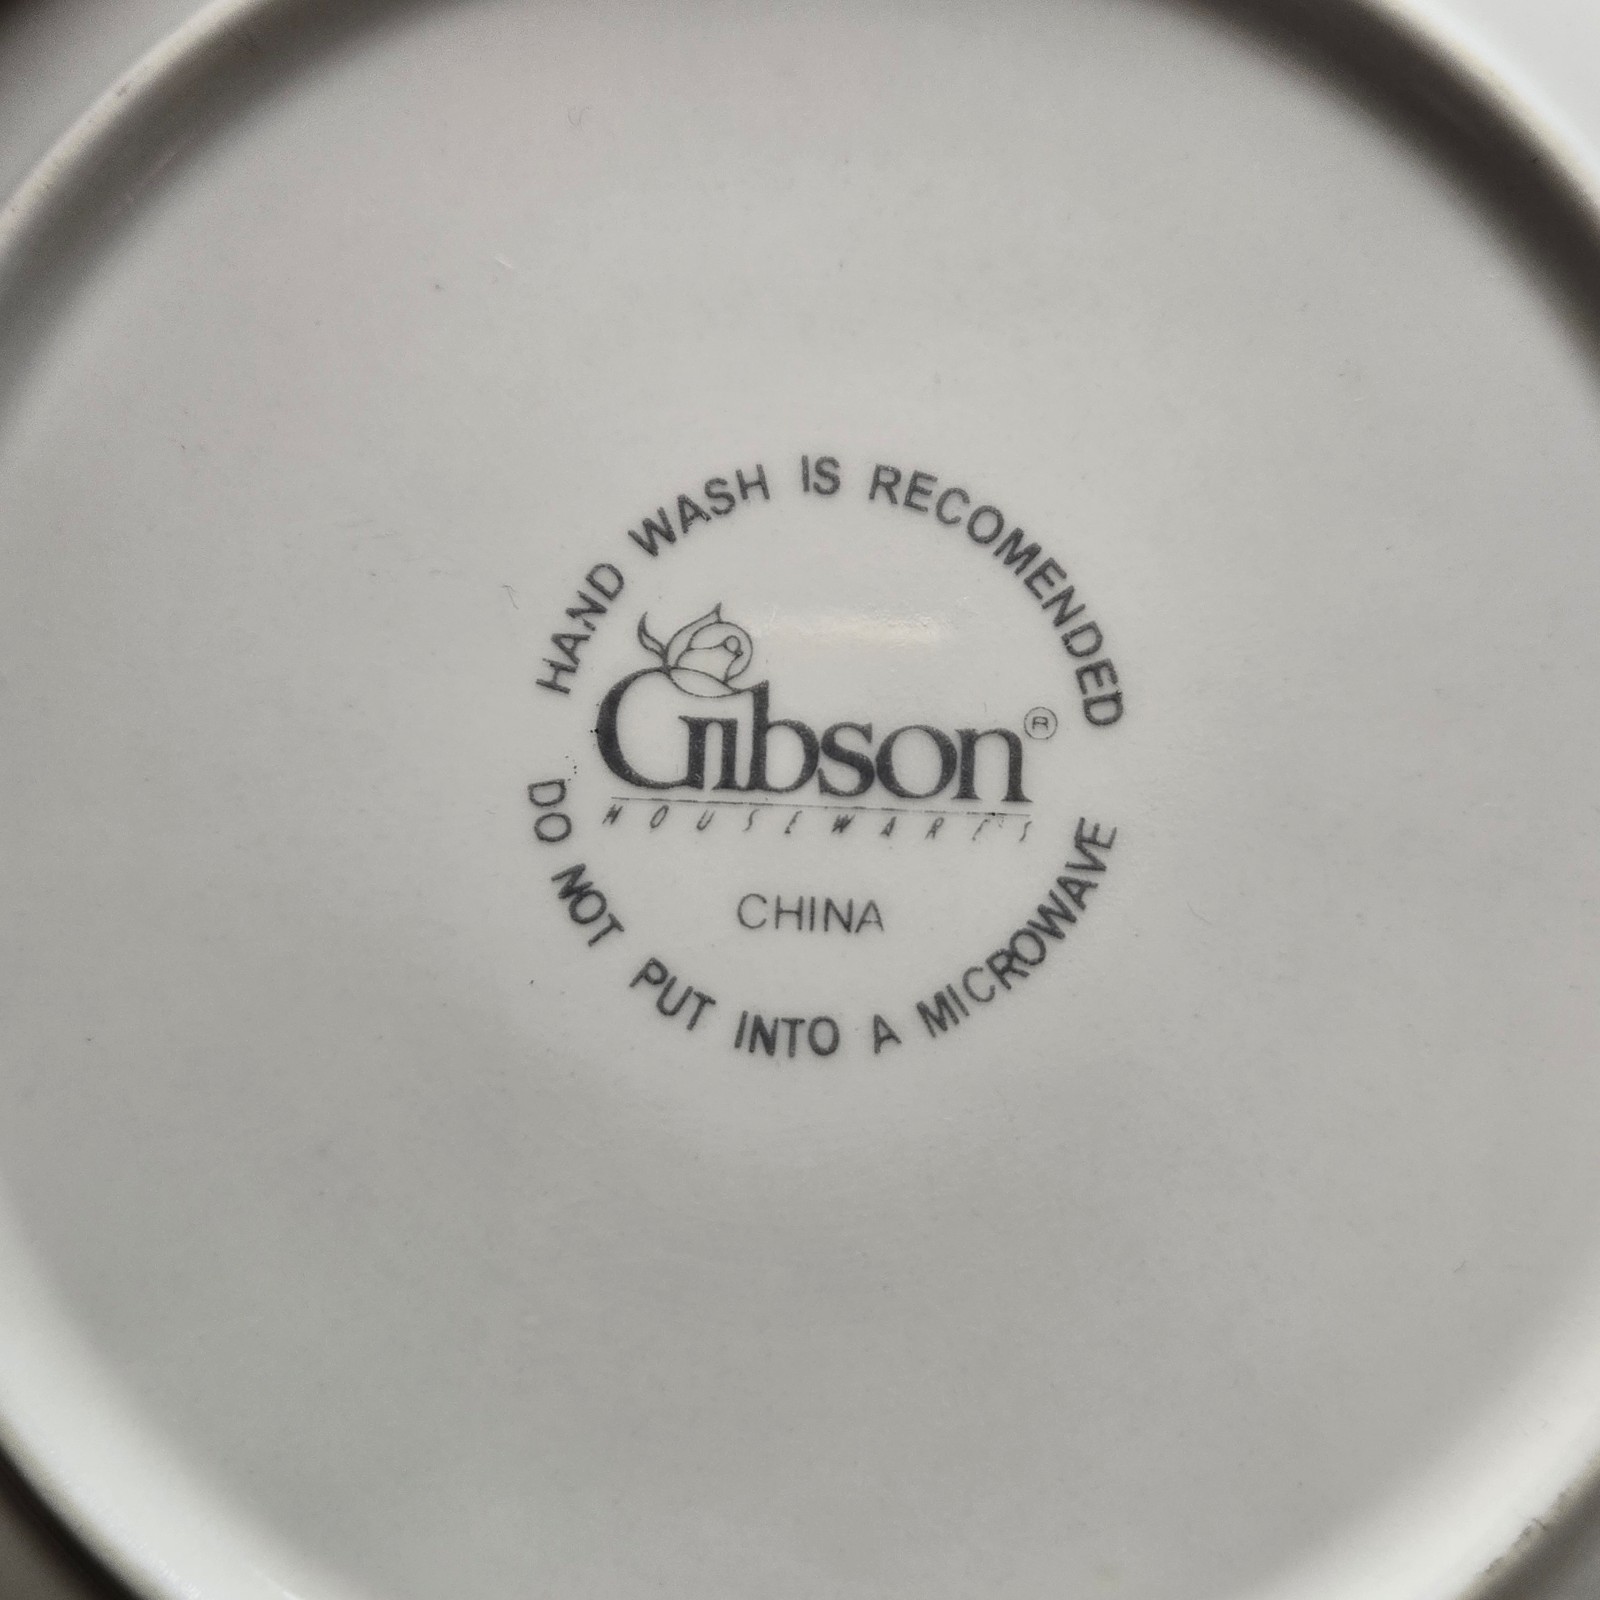 HAND WASH IS RECOMENDED
Gibson®
HOUSEWARES
CHINA
DO NOT PUT INTO A MICROWAVE